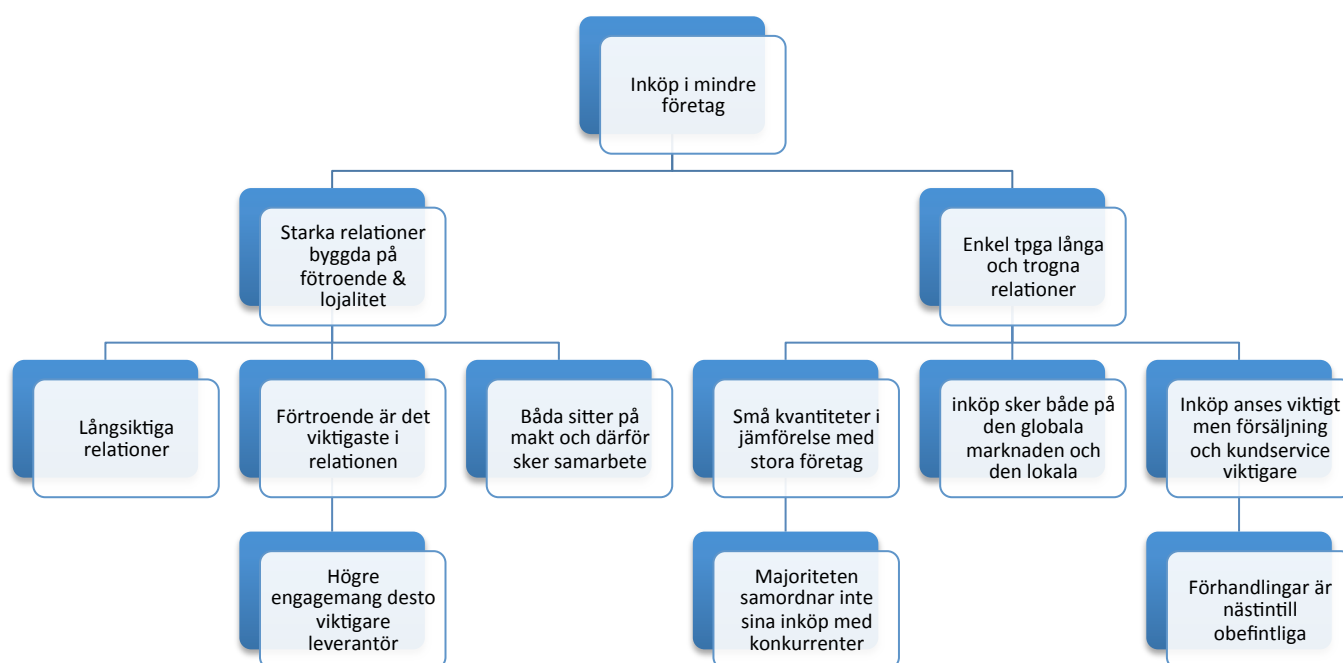 Inköp i mindre
företag
Starka relationer
byggda på
fötroende &
lojalitet
Enkel tpga långa
och trogna
relationer
Långsiktiga
relationer
Förtroende är det
viktigaste i
relationen
Båda sitter på
makt och därför
sker samarbete
Små kvantiteter i
jämförelse med
stora företag
inköp sker både på
den globala
marknaden och
den lokala
Inköp anses viktigt
men försäljning
och kundservice
viktigare
Högre
engagemang desto
viktigare
leverantör
Majoriteten
samordnar inte
sina inköp med
konkurrenter
Förhandlingar är
nästintill
obefintliga